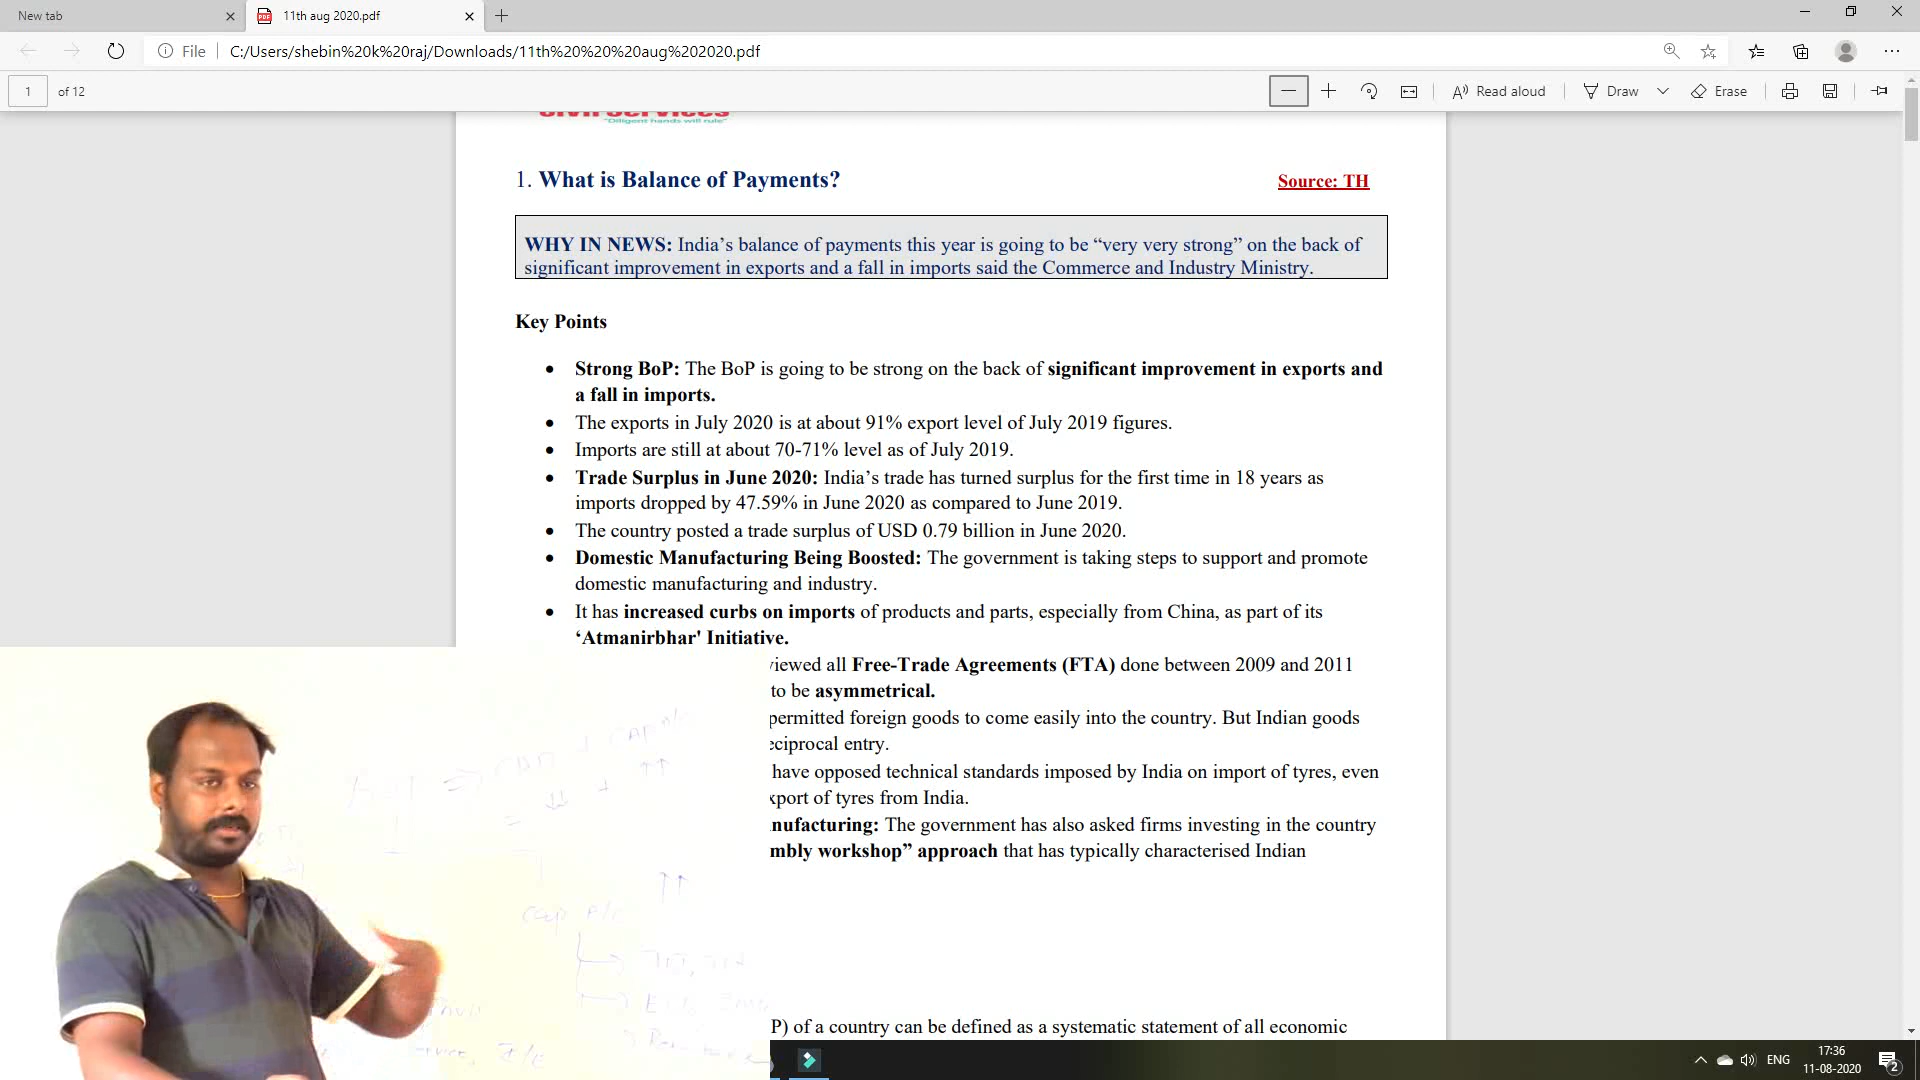 New tab
11th aug 2020.pdf
File
C:/Users/shebin%20k%20raj/Downloads/11th%20%20%20aug%202020.pdf
1 of 12
Read aloud
Draw
Erase
Civil Services
"Diligent hands will rule"
1. What is Balance of Payments?
Source: TH
WHY IN NEWS: India’s balance of payments this year is going to be “very very strong” on the back of
significant improvement in exports and a fall in imports said the Commerce and Industry Ministry.
Key Points
• Strong BoP: The BoP is going to be strong on the back of significant improvement in exports and
a fall in imports.
• The exports in July 2020 is at about 91% export level of July 2019 figures.
• Imports are still at about 70-71% level as of July 2019.
• Trade Surplus in June 2020: India’s trade has turned surplus for the first time in 18 years as
imports dropped by 47.59% in June 2020 as compared to June 2019.
• The country posted a trade surplus of USD 0.79 billion in June 2020.
• Domestic Manufacturing Being Boosted: The government is taking steps to support and promote
domestic manufacturing and industry.
• It has increased curbs on imports of products and parts, especially from China, as part of its
‘Atmanirbhar' Initiative.
viewed all Free-Trade Agreements (FTA) done between 2009 and 2011
to be asymmetrical.
permitted foreign goods to come easily into the country. But Indian goods
eciprocal entry.
have opposed technical standards imposed by India on import of tyres, even
xport of tyres from India.
nufacturing: The government has also asked firms investing in the country
mbly workshop” approach that has typically characterised Indian
Cap A/c
P) of a country can be defined as a systematic statement of all economic
ENG
17:36
11-08-2020
2